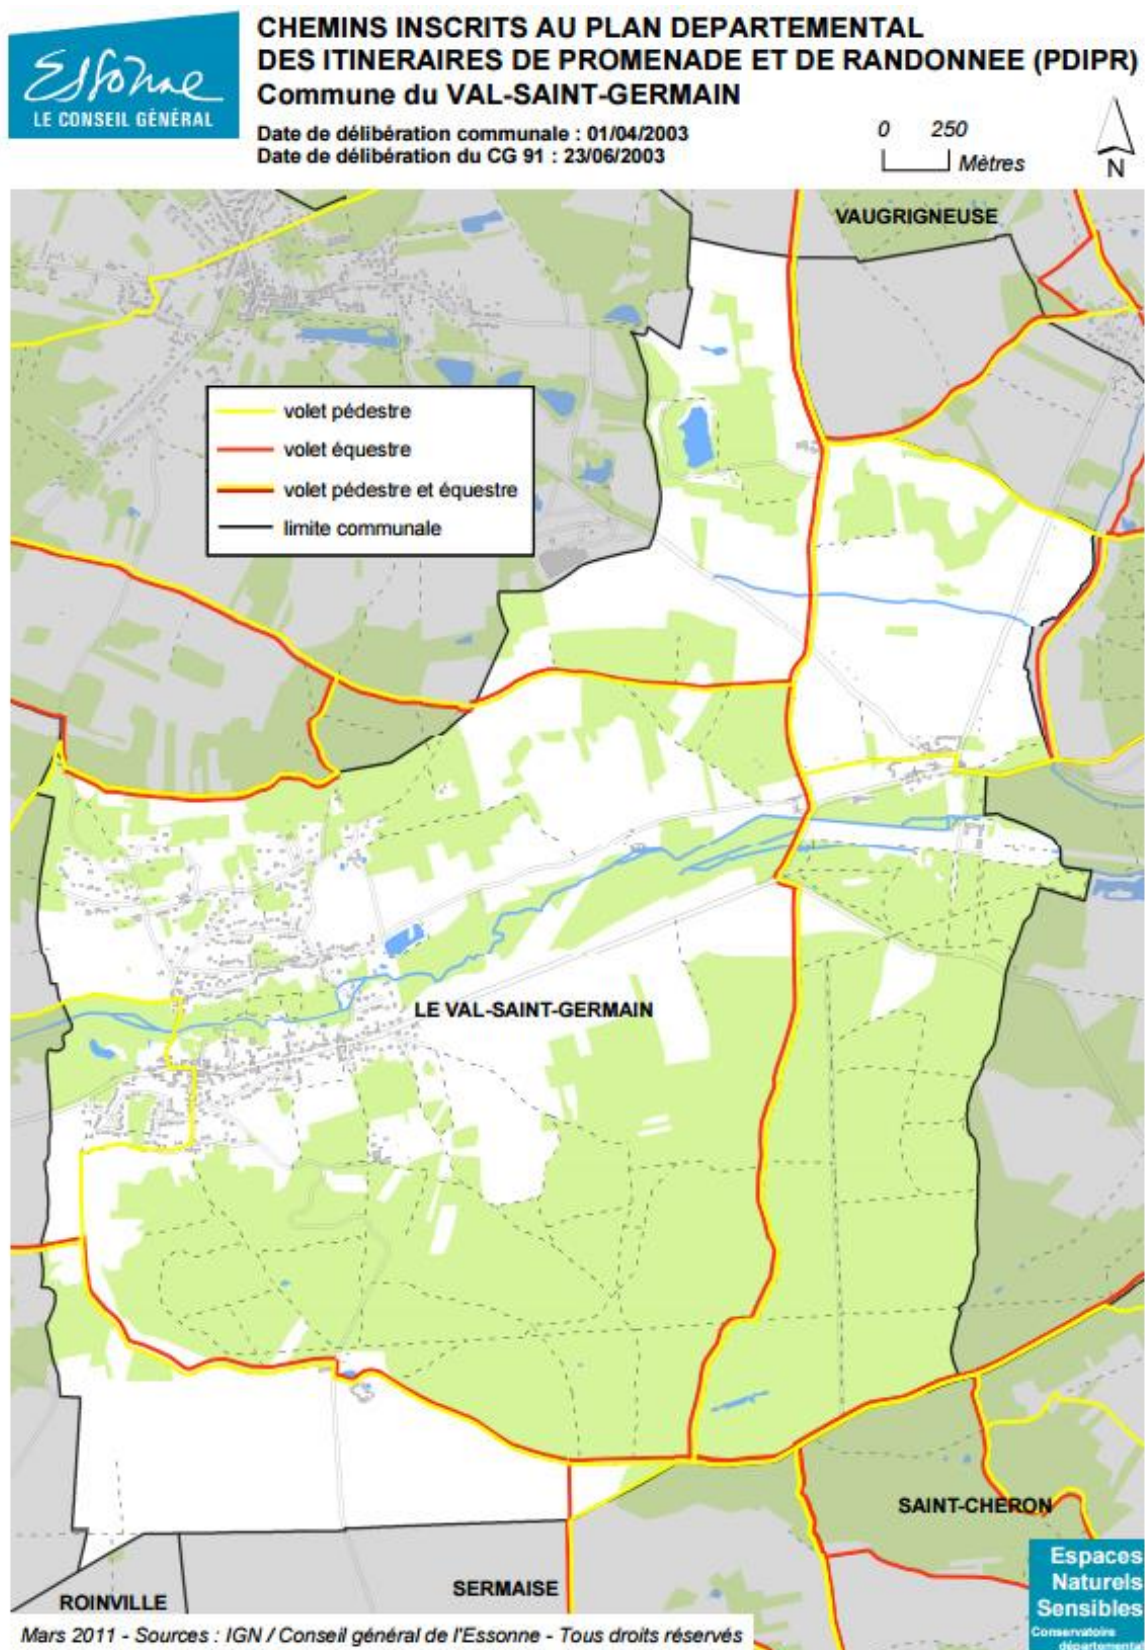 Essonne
LE CONSEIL GÉNÉRAL
CHEMINS INSCRITS AU PLAN DEPARTEMENTAL
DES ITINERAIRES DE PROMENADE ET DE RANDONNEE (PDIPR)
Commune du VAL-SAINT-GERMAIN
Date de délibération communale : 01/04/2003
Date de délibération du CG 91 : 23/06/2003
0 250
Mètres
N
VAUGRIGNEUSE
volet pédestre
volet équestre
volet pédestre et équestre
limite communale
LE VAL-SAINT-GERMAIN
SAINT-CHERON
SERMAISE
ROINVILLE
Espaces
Naturels
Sensibles
Conservatoire
départemental
Mars 2011 - Sources : IGN / Conseil général de l'Essonne - Tous droits réservés